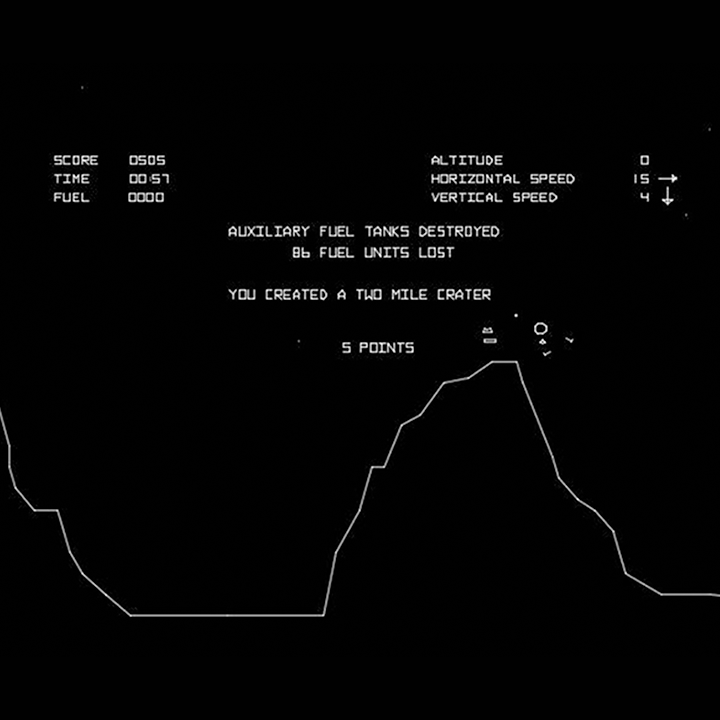 SCORE 0505 ALTITUDE 0
TIME 00:57 HORIZONTAL SPEED 15 →
FUEL 0000 VERTICAL SPEED 4 ↓
AUXILIARY FUEL TANKS DESTROYED
86 FUEL UNITS LOST
YOU CREATED A TWO MILE CRATER
5 POINTS